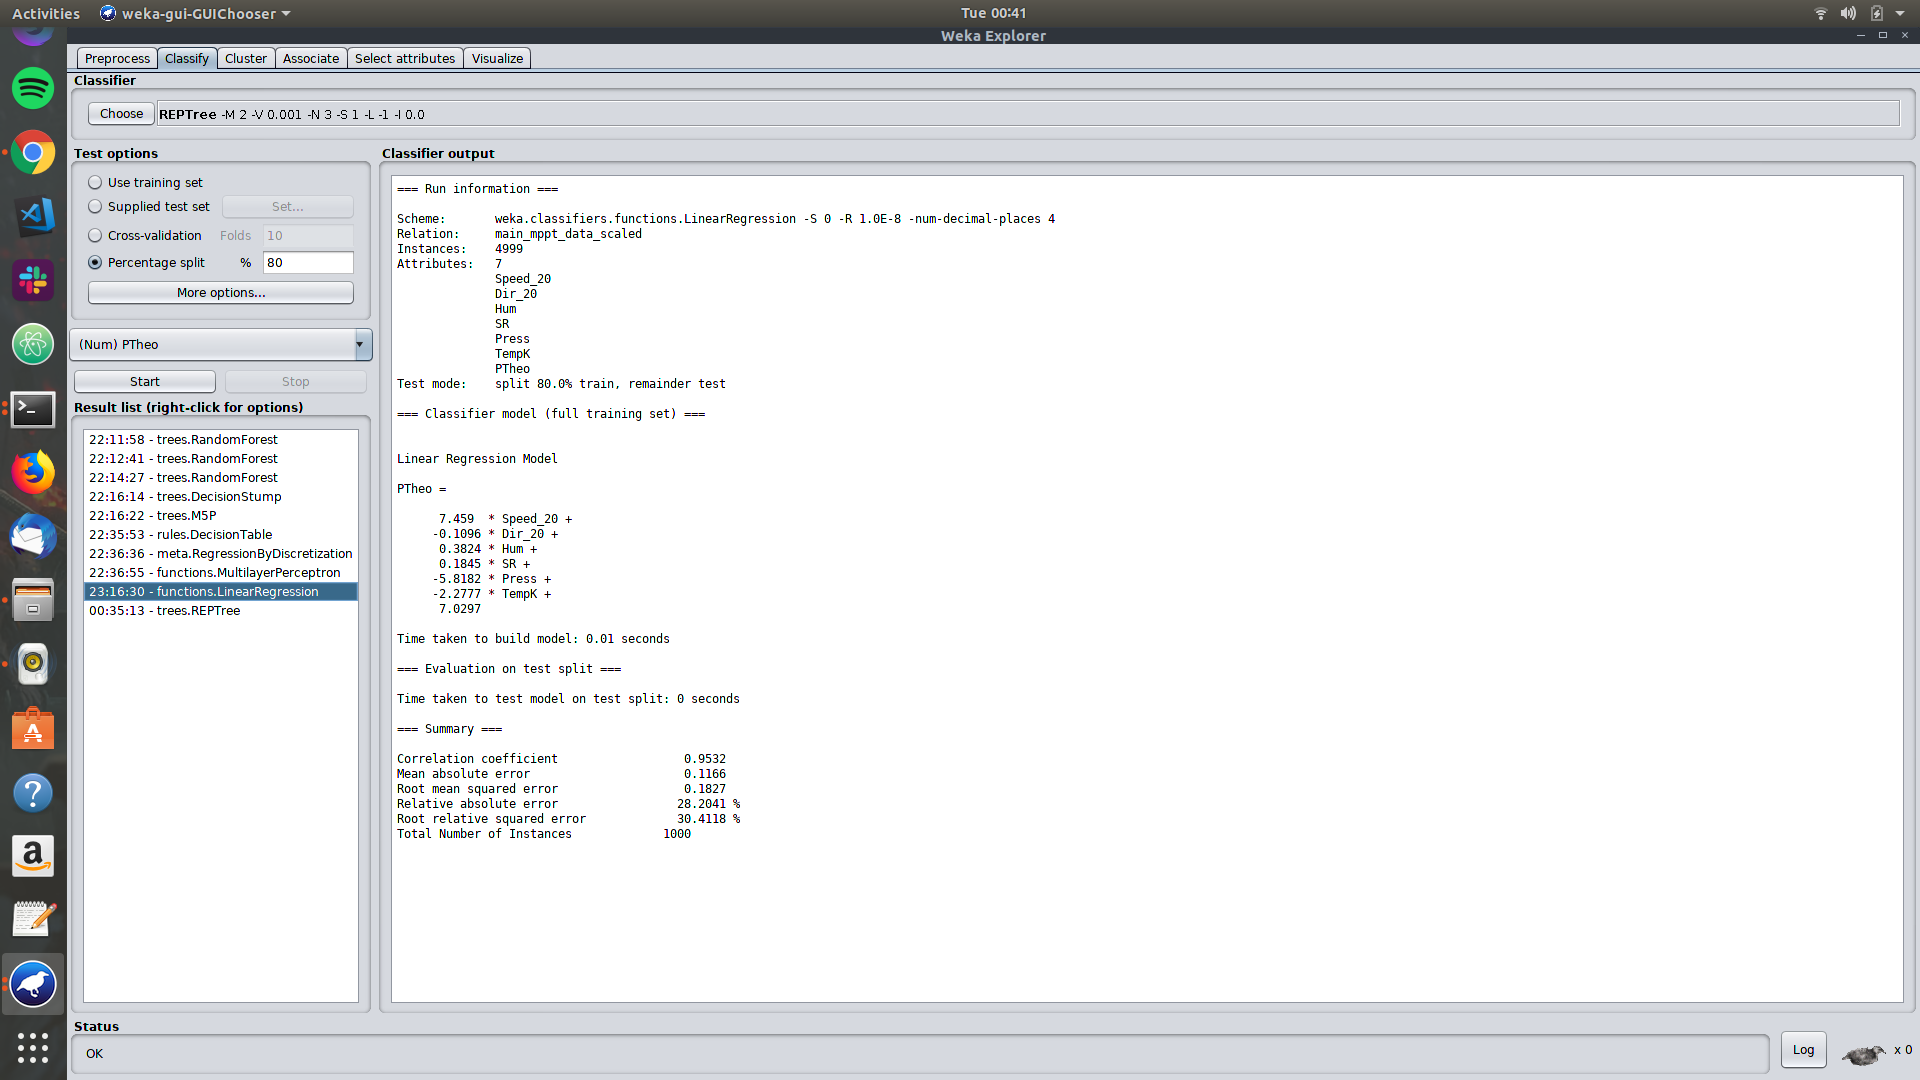 Activities weka-gui-GUIChooser Tue 00:41
Weka Explorer
Preprocess Classify Cluster Associate Select attributes Visualize
Classifier
Choose REPTree -M 2 -V 0.001 -N 3 -S 1 -L -1 -I 0.0
Test options
Use training set
Supplied test set Set...
Cross-validation Folds 10
Percentage split % 80
More options...
(Num) PTheo
Start Stop
Result list (right-click for options)
22:11:58 - trees.RandomForest
22:12:41 - trees.RandomForest
22:14:27 - trees.RandomForest
22:16:14 - trees.DecisionStump
22:16:22 - trees.M5P
22:35:53 - rules.DecisionTable
22:36:36 - meta.RegressionByDiscretization
22:36:55 - functions.MultilayerPerceptron
23:16:30 - functions.LinearRegression
00:35:13 - trees.REPTree
Classifier output
=== Run information ===
Scheme: weka.classifiers.functions.LinearRegression -S 0 -R 1.0E-8 -num-decimal-places 4
Relation: main_mppt_data_scaled
Instances: 4999
Attributes: 7
Speed_20
Dir_20
Hum
SR
Press
TempK
PTheo
Test mode: split 80.0% train, remainder test
=== Classifier model (full training set) ===
Linear Regression Model
PTheo =
7.459 * Speed_20 +
-0.1096 * Dir_20 +
0.3824 * Hum +
0.1845 * SR +
-5.8182 * Press +
-2.2777 * TempK +
7.0297
Time taken to build model: 0.01 seconds
=== Evaluation on test split ===
Time taken to test model on test split: 0 seconds
=== Summary ===
Correlation coefficient 0.9532
Mean absolute error 0.1166
Root mean squared error 0.1827
Relative absolute error 28.2041 %
Root relative squared error 30.4118 %
Total Number of Instances 1000
Status
OK
Log x 0